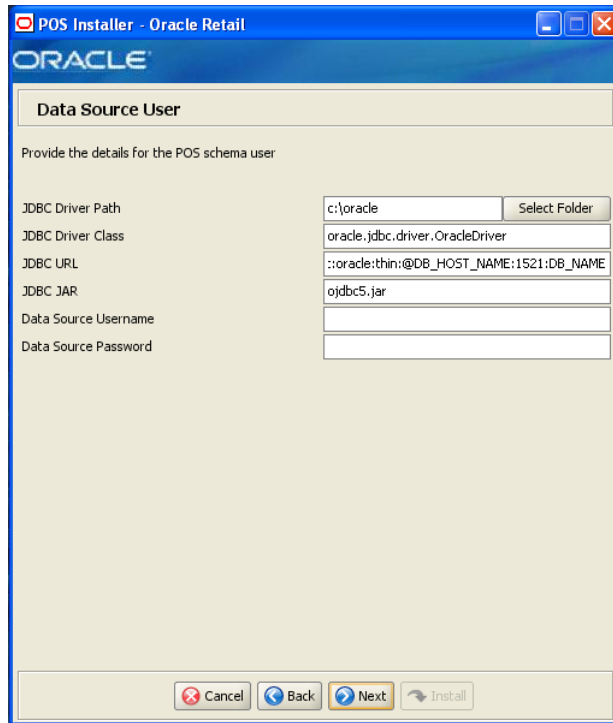 POS Installer - Oracle Retail
ORACLE
Data Source User
Provide the details for the POS schema user
JDBC Driver Path c:\oracle Select Folder
JDBC Driver Class oracle.jdbc.driver.OracleDriver
JDBC URL ::oracle:thin:@DB_HOST_NAME:1521:DB_NAME
JDBC JAR ojdbc5.jar
Data Source Username
Data Source Password
Cancel Back Next Install